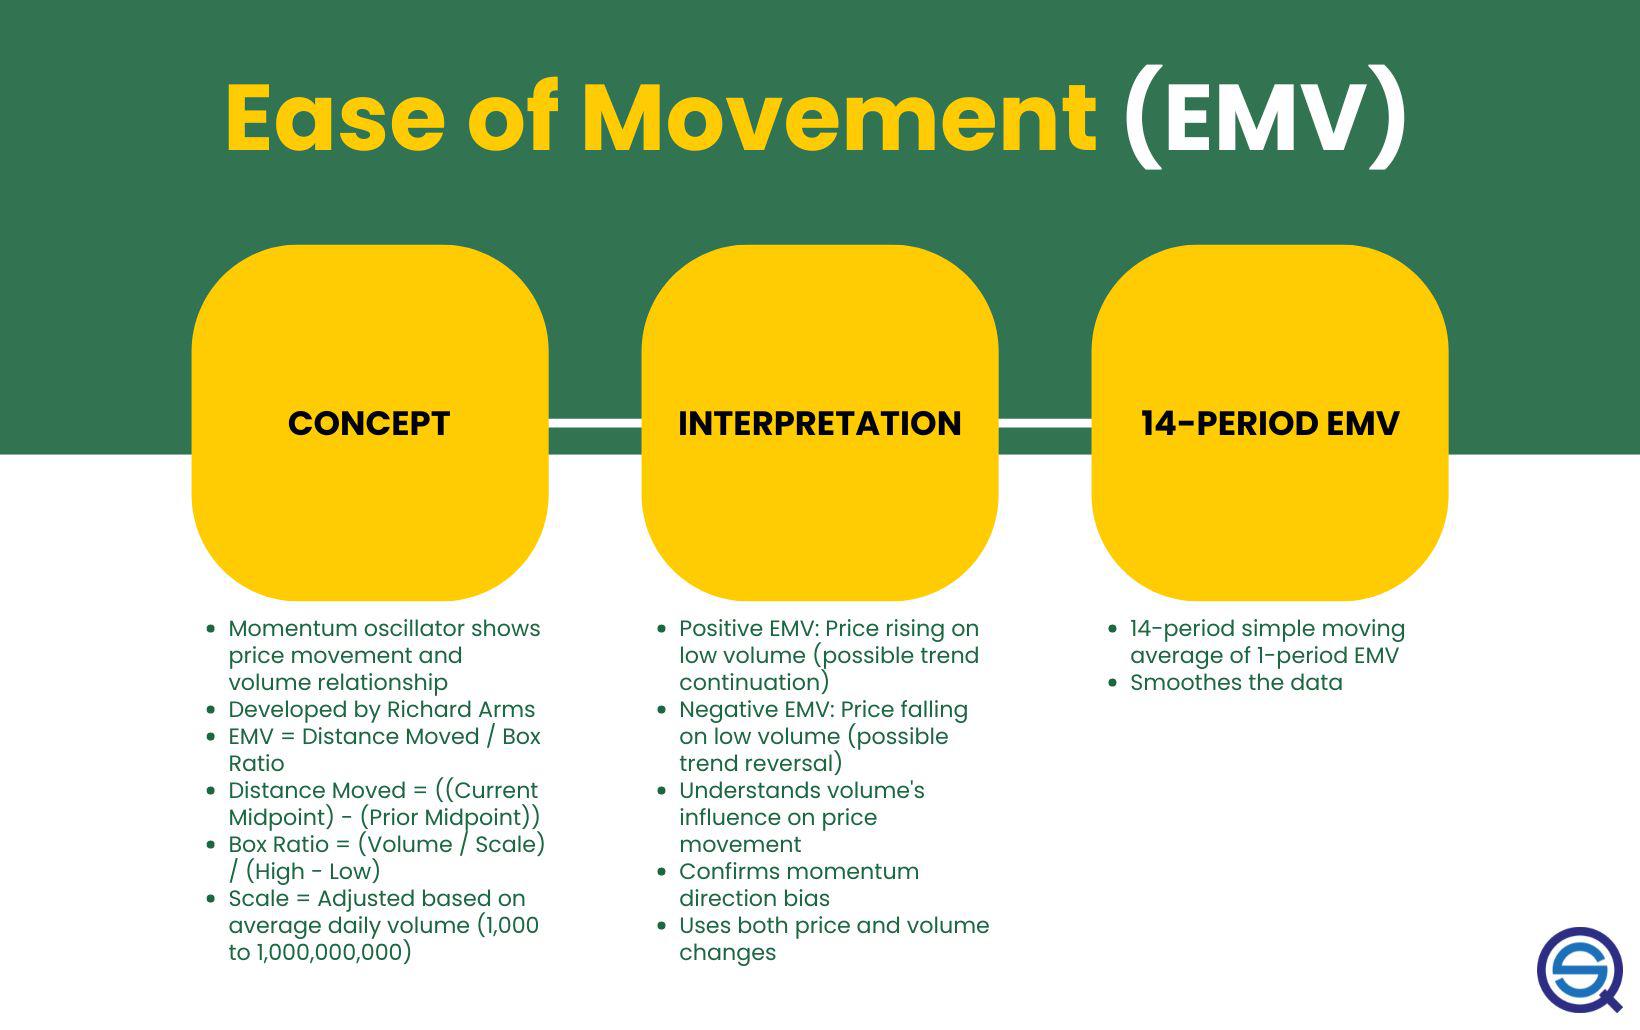 Ease of Movement (EMV)
CONCEPT
INTERPRETATION
14-PERIOD EMV
• Momentum oscillator shows
price movement and
volume relationship
• Developed by Richard Arms
• EMV = Distance Moved / Box
Ratio
• Distance Moved = ((Current
Midpoint) - (Prior Midpoint))
• Box Ratio = (Volume / Scale)
/ (High - Low)
• Scale = Adjusted based on
average daily volume (1,000
to 1,000,000,000)
• Positive EMV: Price rising on
low volume (possible trend
continuation)
• Negative EMV: Price falling
on low volume (possible
trend reversal)
• Understands volume's
influence on price
movement
• Confirms momentum
direction bias
• Uses both price and volume
changes
• 14-period simple moving
average of 1-period EMV
• Smoothes the data